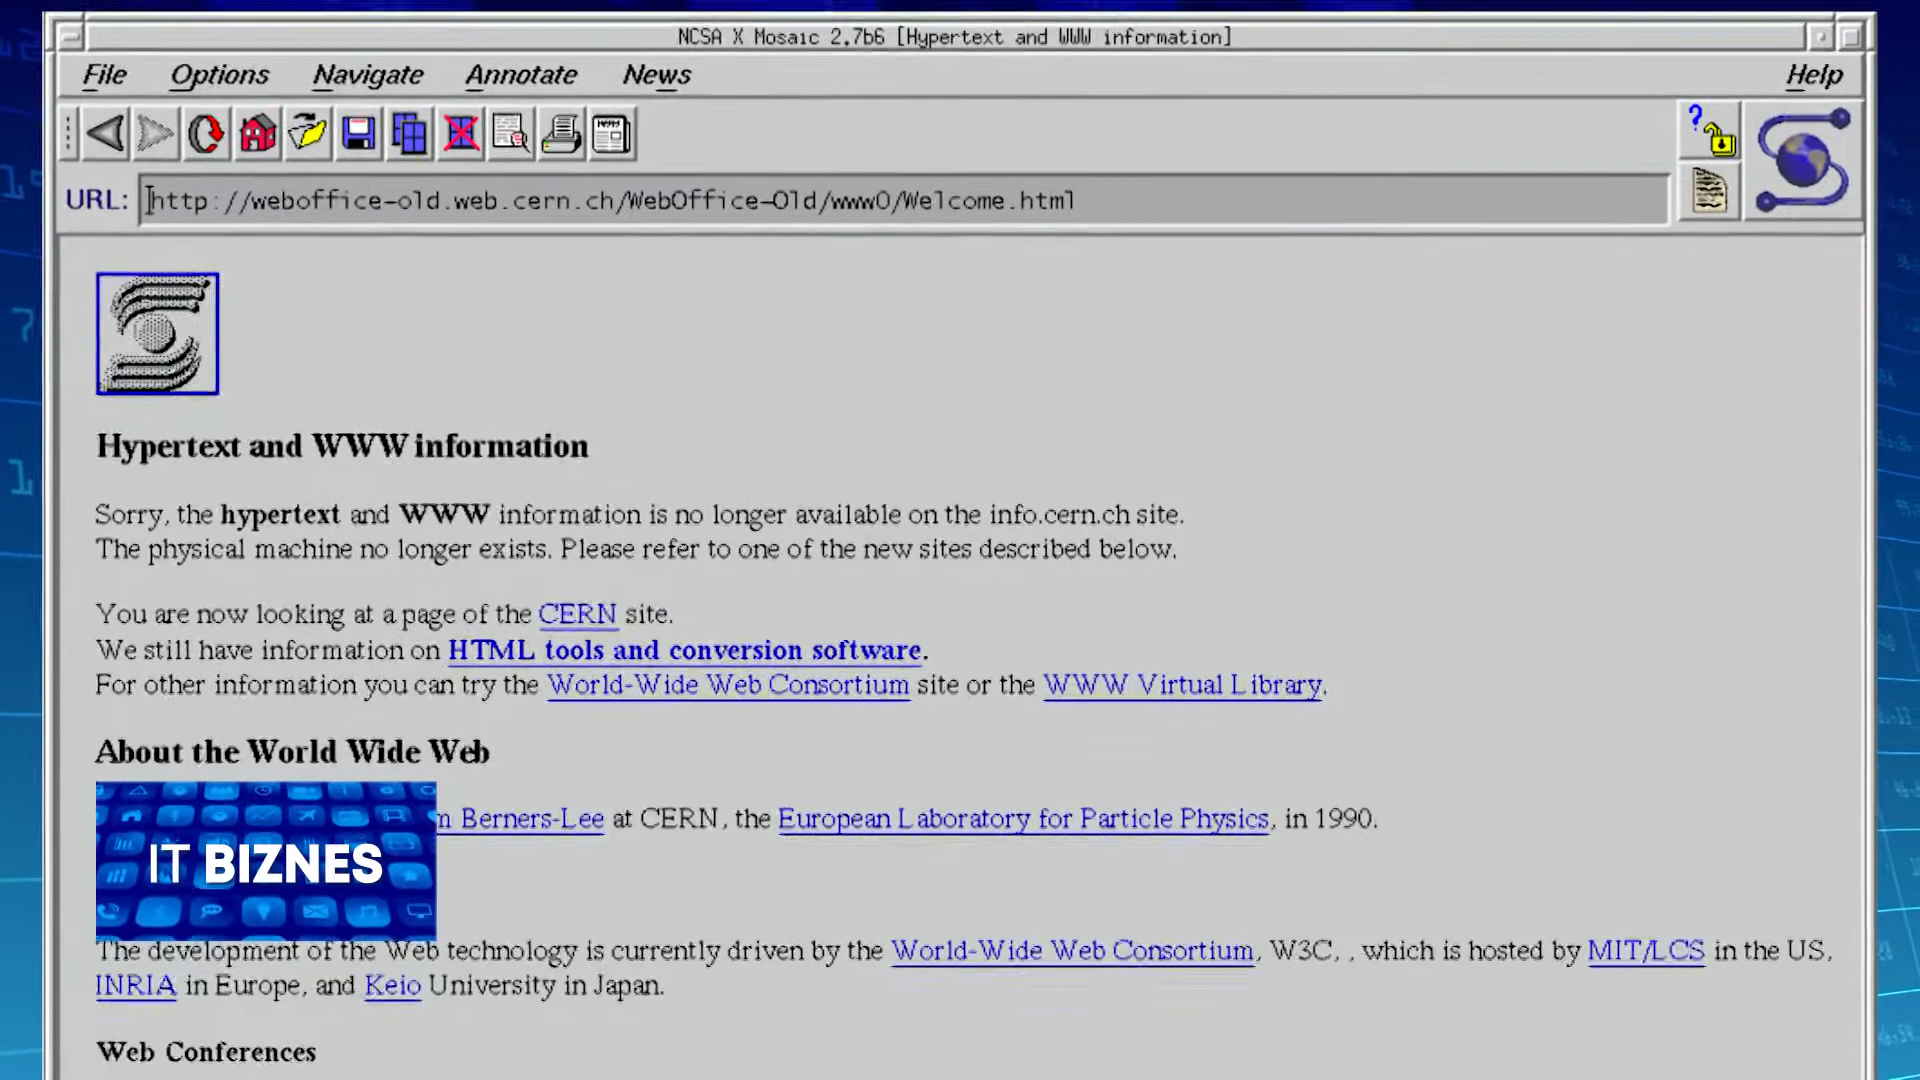 NCSA X Mosaic 2.7b6 [Hypertext and WWW information]
File Options Navigate Annotate News Help
URL: http://weboffice-old.web.cern.ch/WebOffice-Old/www0/Welcome.html
Hypertext and WWW information
Sorry, the hypertext and WWW information is no longer available on the info.cern.ch site.
The physical machine no longer exists. Please refer to one of the new sites described below.
You are now looking at a page of the CERN site.
We still have information on HTML tools and conversion software.
For other information you can try the World-Wide Web Consortium site or the WWW Virtual Library.
About the World Wide Web
Berners-Lee at CERN, the European Laboratory for Particle Physics, in 1990.
IT BIZNES
The development of the Web technology is currently driven by the World-Wide Web Consortium, W3C, , which is hosted by MIT/LCS in the US,
INRIA in Europe, and Keio University in Japan.
Web Conferences